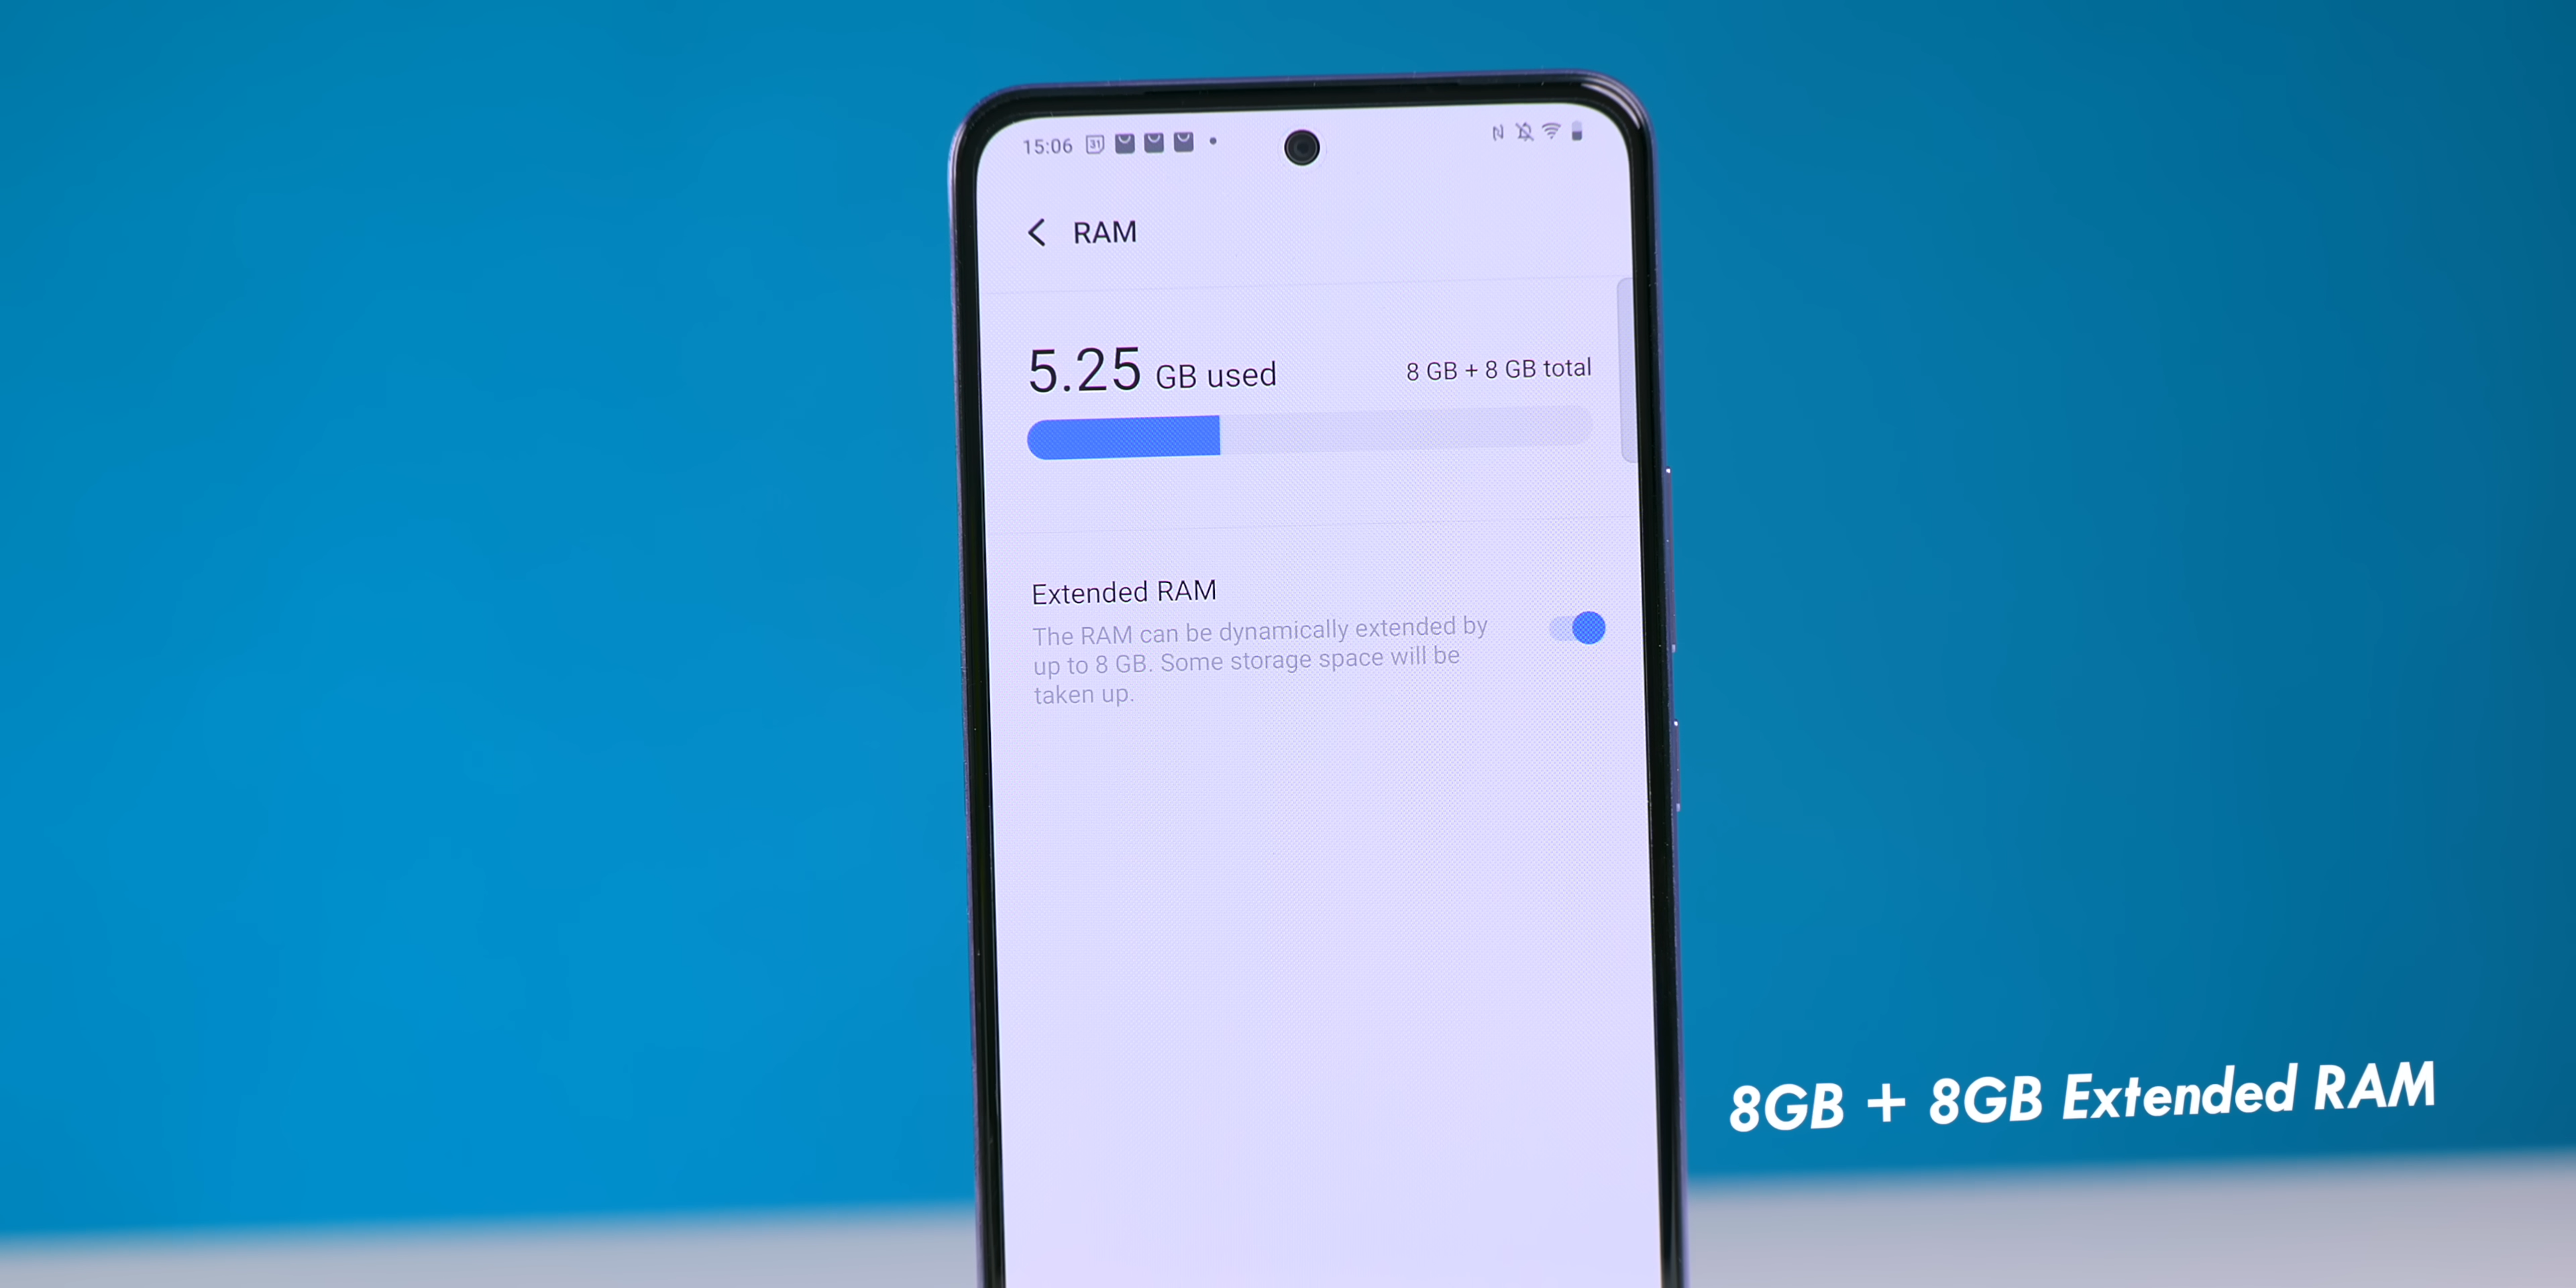 15:06 31
RAM
5.25 GB used 8 GB + 8 GB total
Extended RAM
The RAM can be dynamically extended by
up to 8 GB. Some storage space will be
taken up.
8GB + 8GB Extended RAM